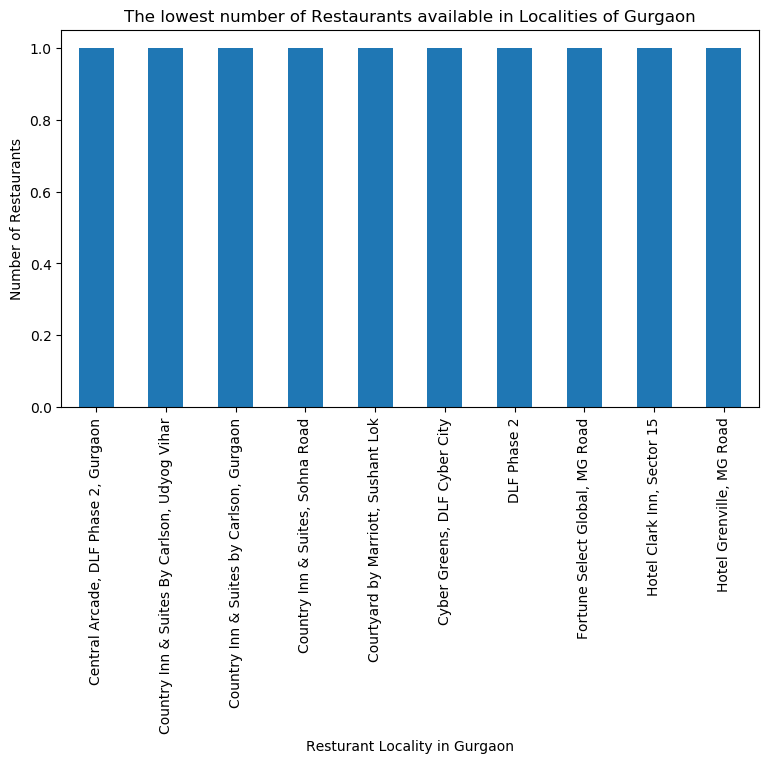 The lowest number of Restaurants available in Localities of Gurgaon
Number of Restaurants
1.0
0.8
0.6
0.4
0.2
0.0
Central Arcade, DLF Phase 2, Gurgaon
Country Inn & Suites By Carlson, Udyog Vihar
Country Inn & Suites by Carlson, Gurgaon
Country Inn & Suites, Sohna Road
Courtyard by Marriott, Sushant Lok
Cyber Greens, DLF Cyber City
DLF Phase 2
Fortune Select Global, MG Road
Hotel Clark Inn, Sector 15
Hotel Grenville, MG Road
Resturant Locality in Gurgaon